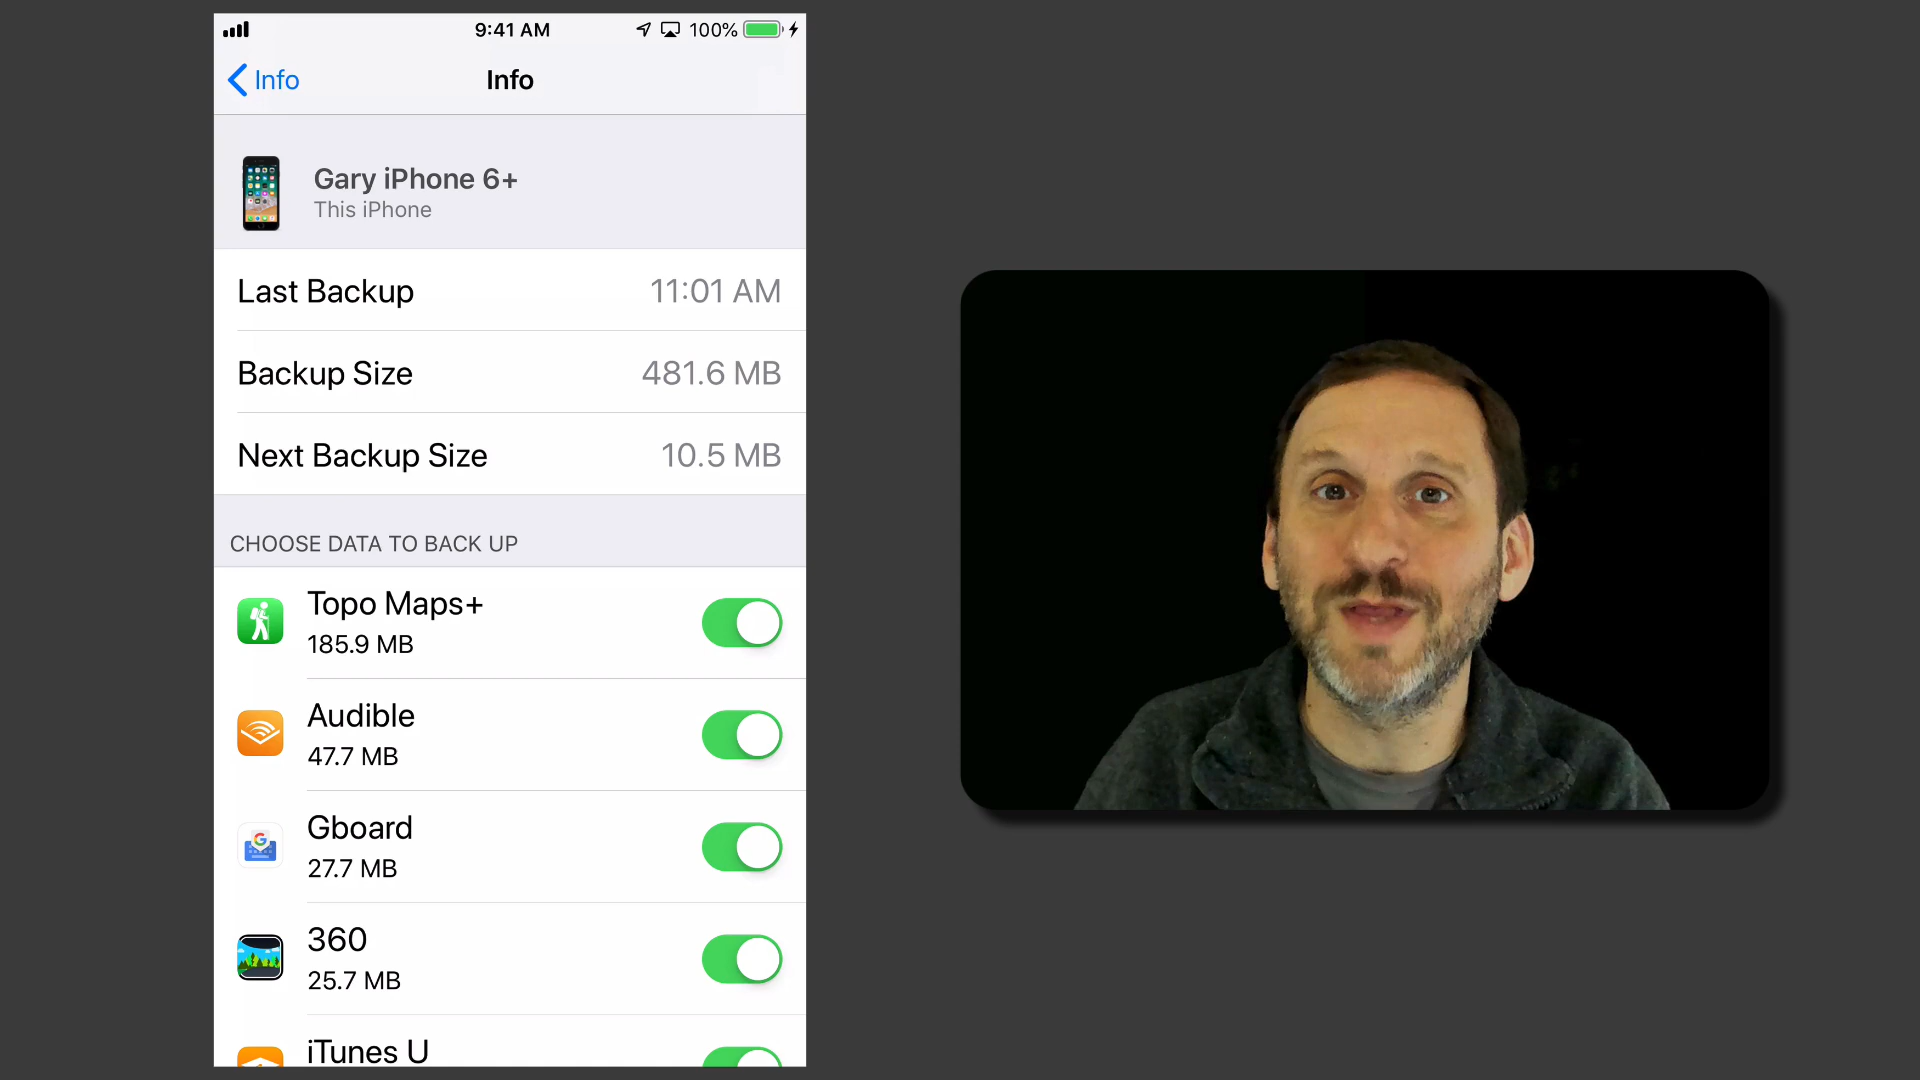 9:41 AM 100%
Info Info
Gary iPhone 6+
This iPhone
Last Backup 11:01 AM
Backup Size 481.6 MB
Next Backup Size 10.5 MB
CHOOSE DATA TO BACK UP
Topo Maps+
185.9 MB
Audible
47.7 MB
Gboard
27.7 MB
360
25.7 MB
iTunes U